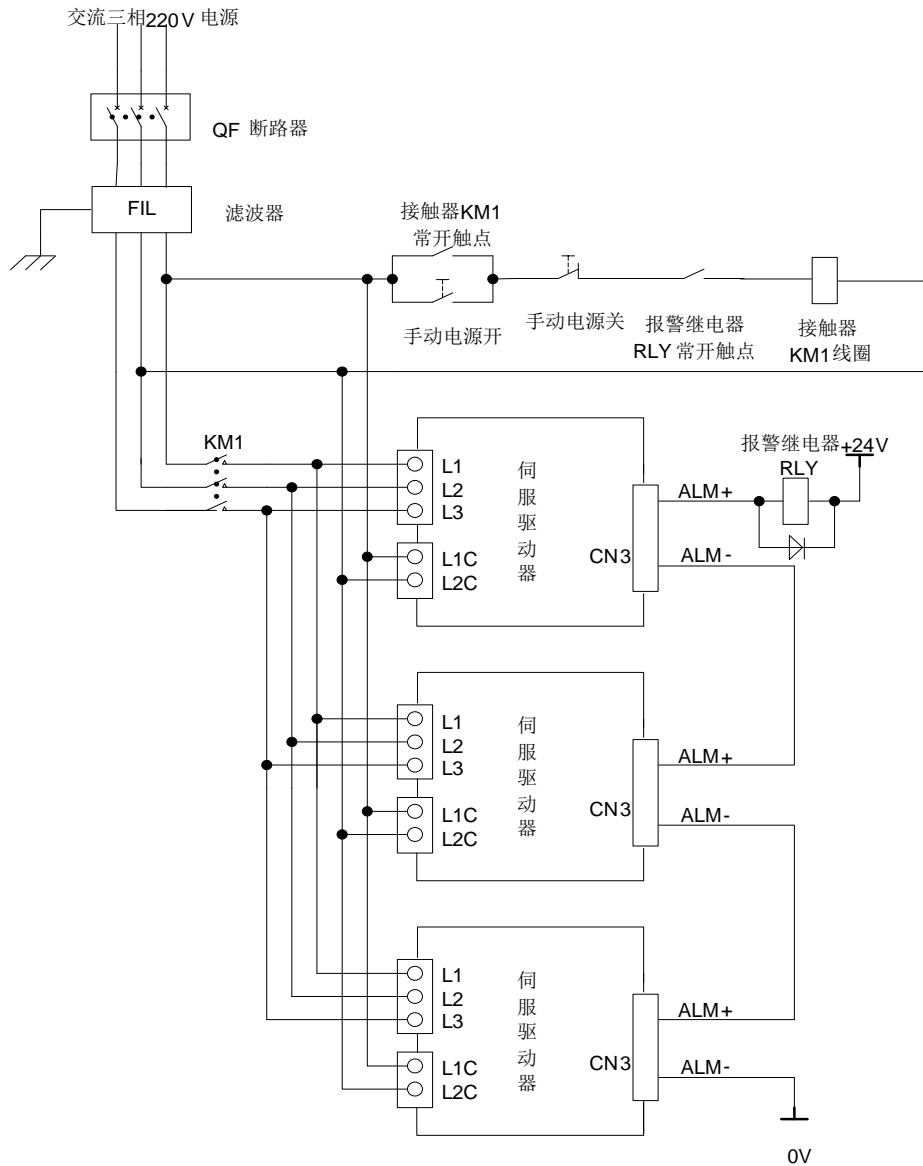 交流三相220V 电源
QF 断路器
FIL
滤波器
接触器KM1
常开触点
手动电源开
手动电源关
报警继电器
RLY 常开触点
接触器
KM1线圈
KM1
L1
L2
L3
L1C
L2C
伺服驱动器
CN3
ALM+
ALM-
报警继电器
RLY
+24V
L1
L2
L3
L1C
L2C
伺服驱动器
CN3
ALM+
ALM-
L1
L2
L3
L1C
L2C
伺服驱动器
CN3
ALM+
ALM-
0V